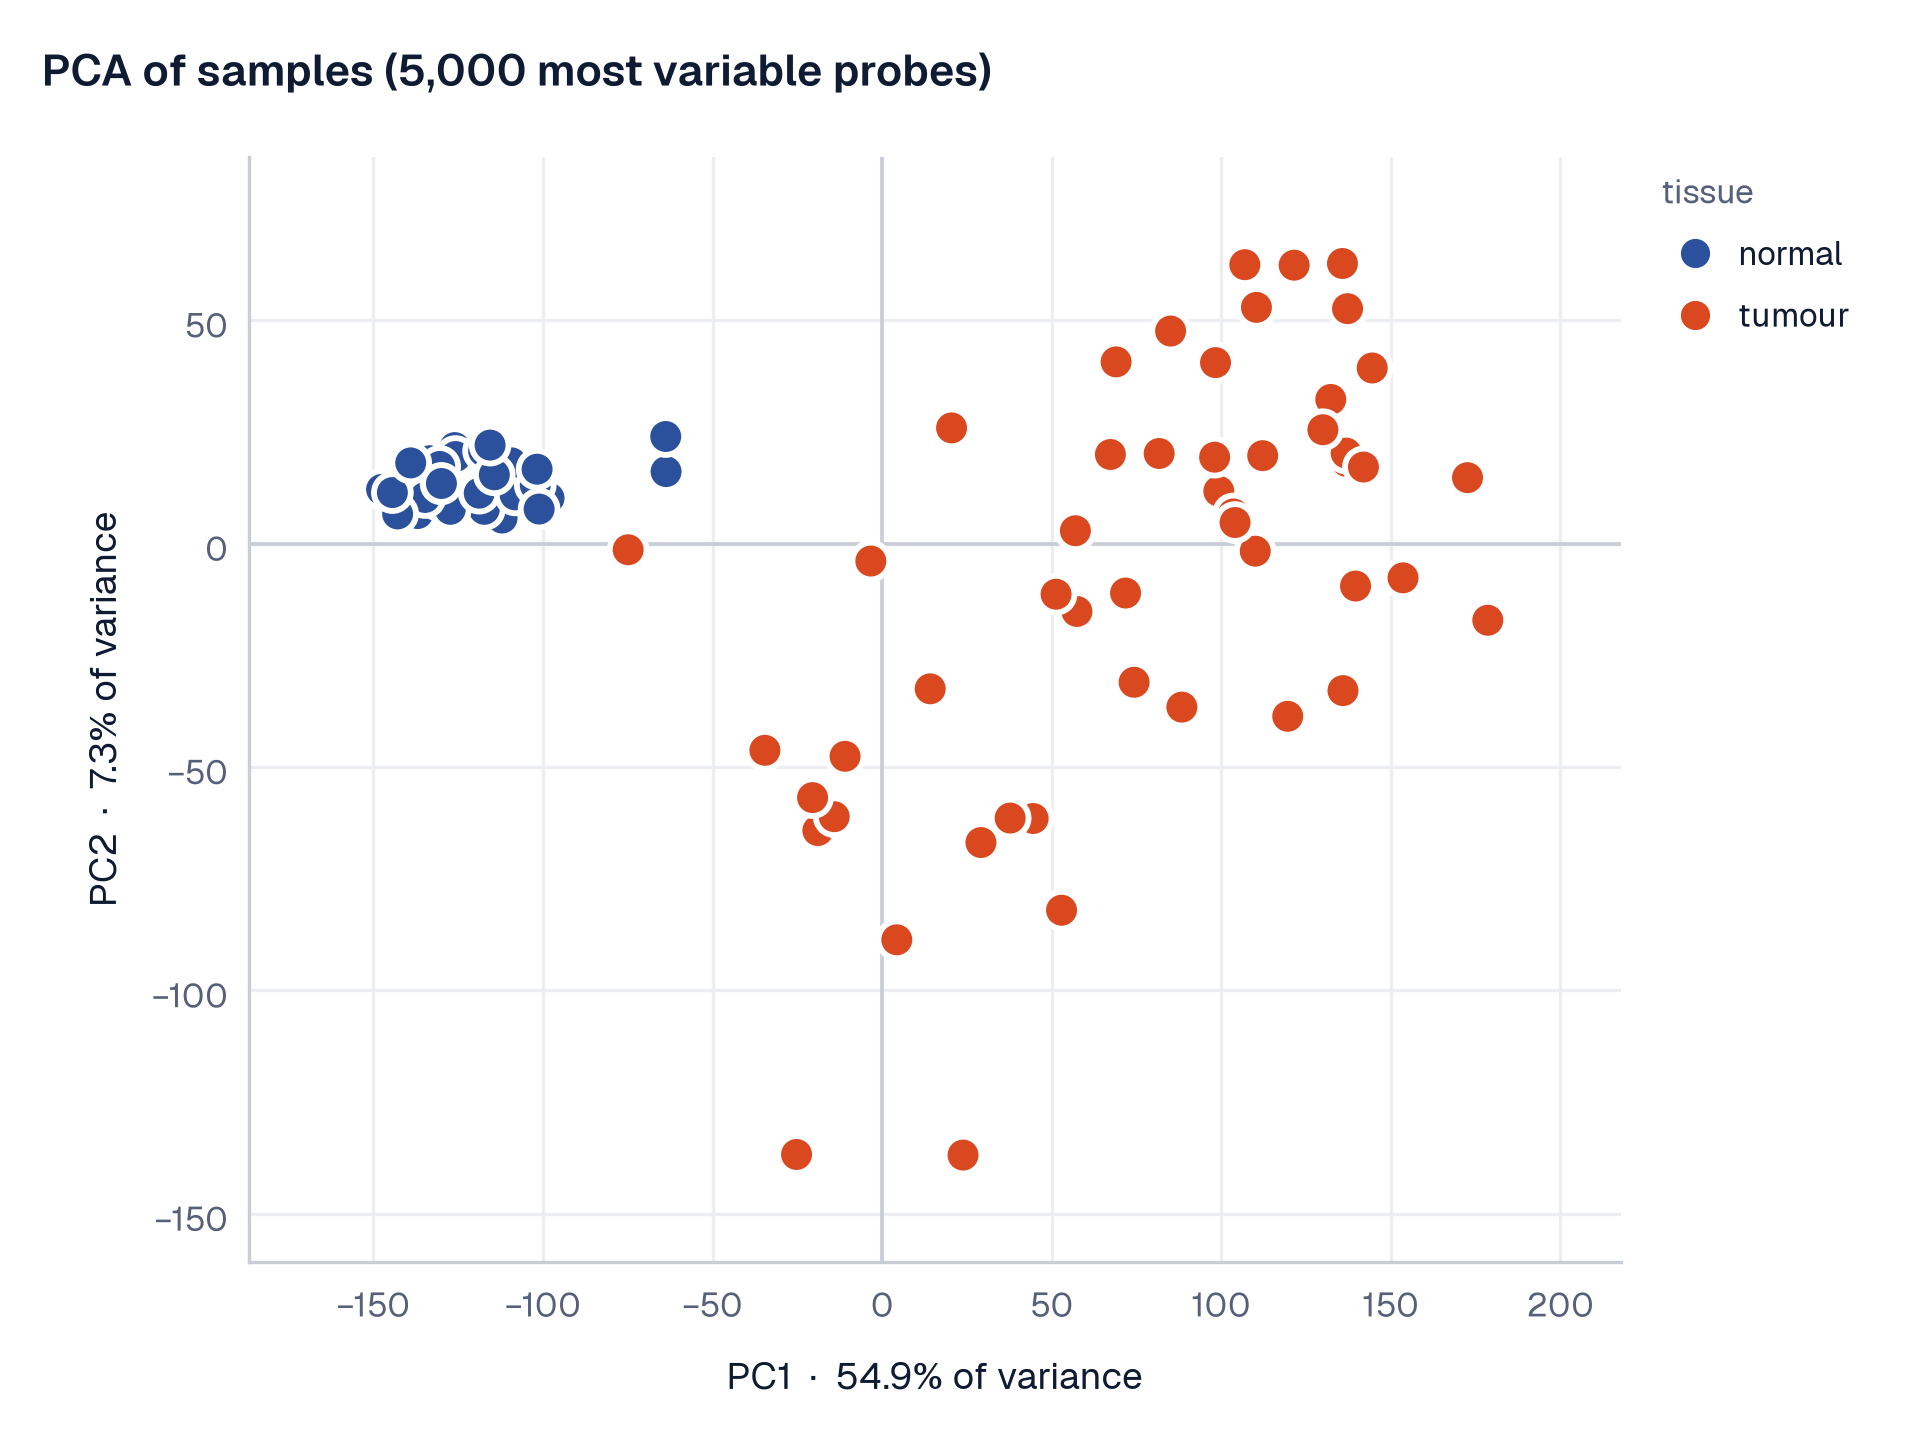 PCA of samples (5,000 most variable probes)
tissue
normal
tumour
50
0
−50
−100
−150
PC2 · 7.3% of variance
−150
−100
−50
0
50
100
150
200
PC1 · 54.9% of variance